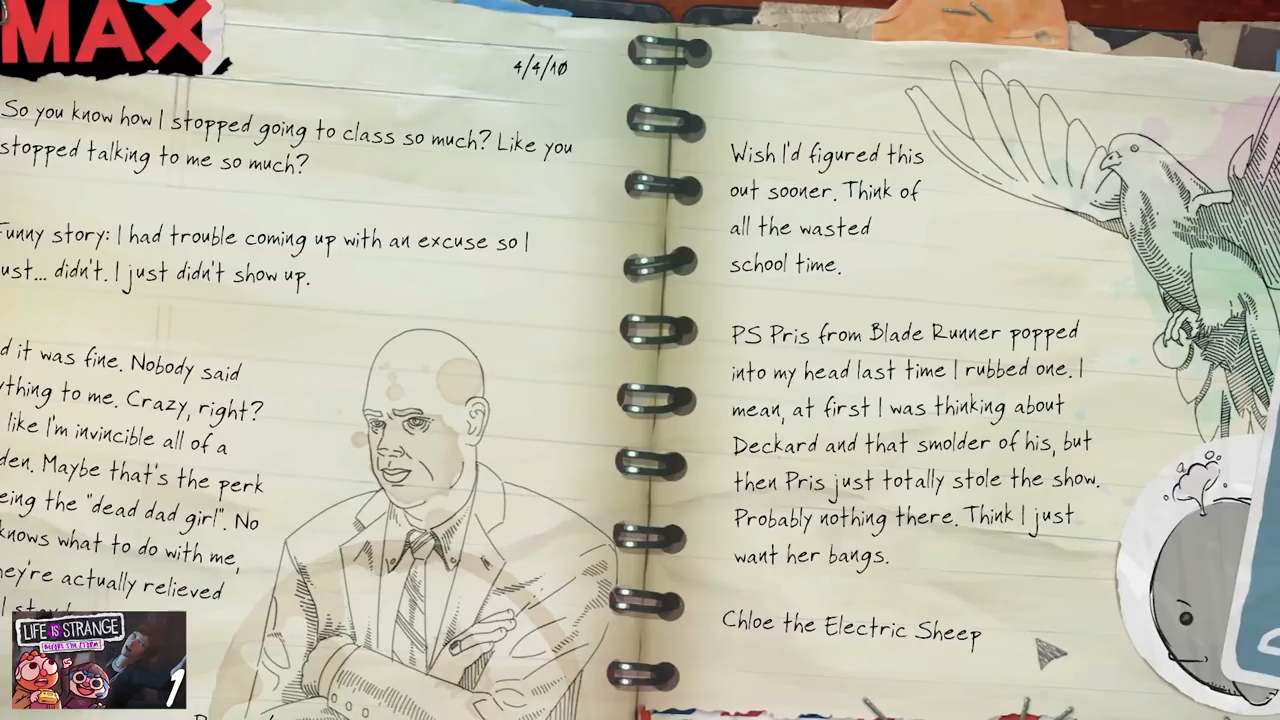 MAX
4/4/10
So you know how I stopped going to class so much? Like you
stopped talking to me so much?
Funny story: I had trouble coming up with an excuse so I
ust... didn't. I just didn't show up.
d it was fine. Nobody said
ything to me. Crazy, right?
like I'm invincible all of a
den. Maybe that's the perk
eing the "dead dad girl". No
knows what to do with me,
hey're actually relieved
Wish I'd figured this
out sooner. Think of
all the wasted
school time.
PS Pris from Blade Runner popped
into my head last time I rubbed one. I
mean, at first I was thinking about
Deckard and that smolder of his, but
then Pris just totally stole the show.
Probably nothing there. Think I just
want her bangs.
Chloe the Electric Sheep
LIFE IS STRANGE
BEFORE THE STORM
1